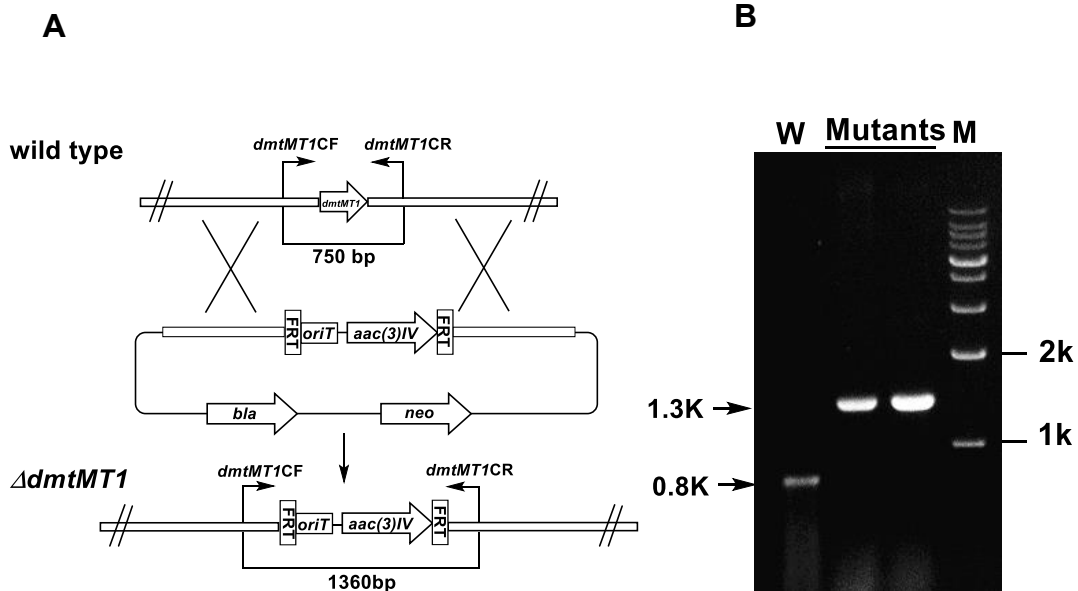 A
wild type
dmtMT1CF dmtMT1CR
dmtMT1
750 bp
FRT oriT aac(3)IV FRT
bla neo
ΔdmtMT1
dmtMT1CF dmtMT1CR
FRT oriT aac(3)IV FRT
1360bp
B
W Mutants M
2k
1.3K
1k
0.8K